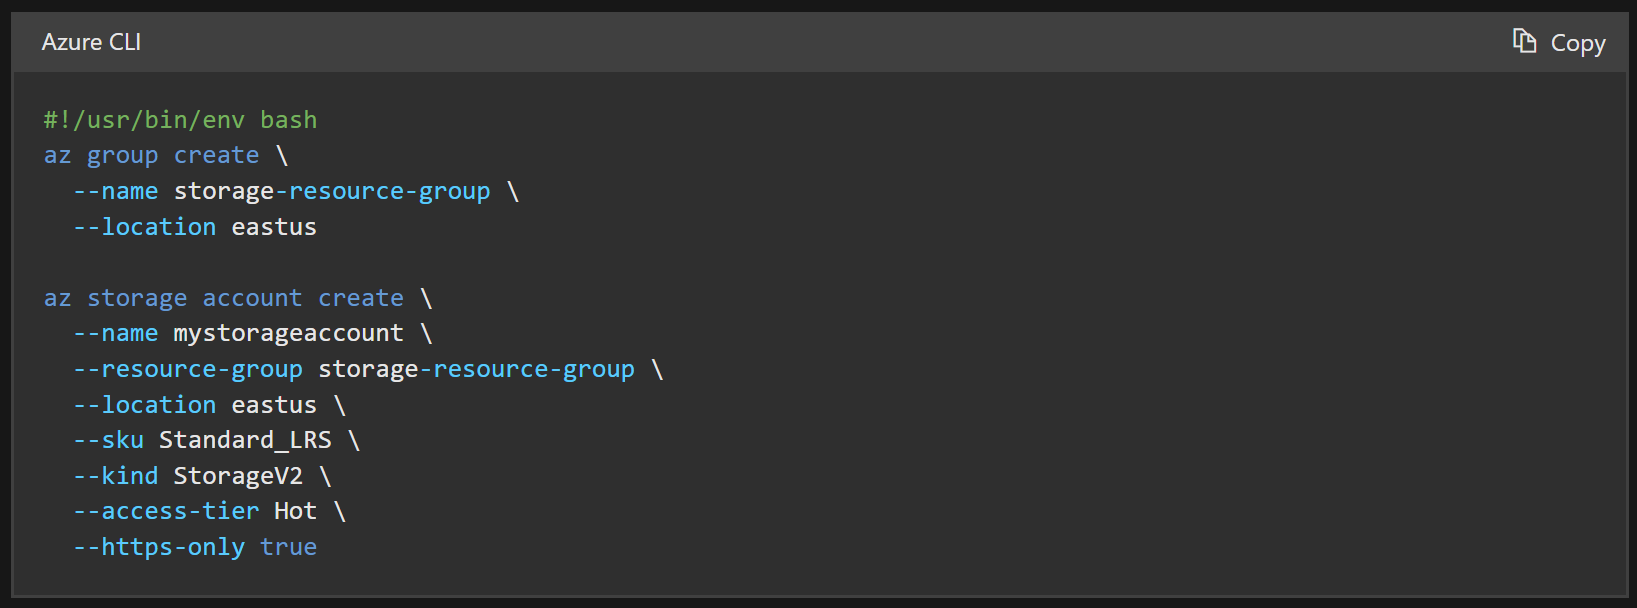 Azure CLI
Copy
#!/usr/bin/env bash
az group create \
  --name storage-resource-group \
  --location eastus

az storage account create \
  --name mystorageaccount \
  --resource-group storage-resource-group \
  --location eastus \
  --sku Standard_LRS \
  --kind StorageV2 \
  --access-tier Hot \
  --https-only true